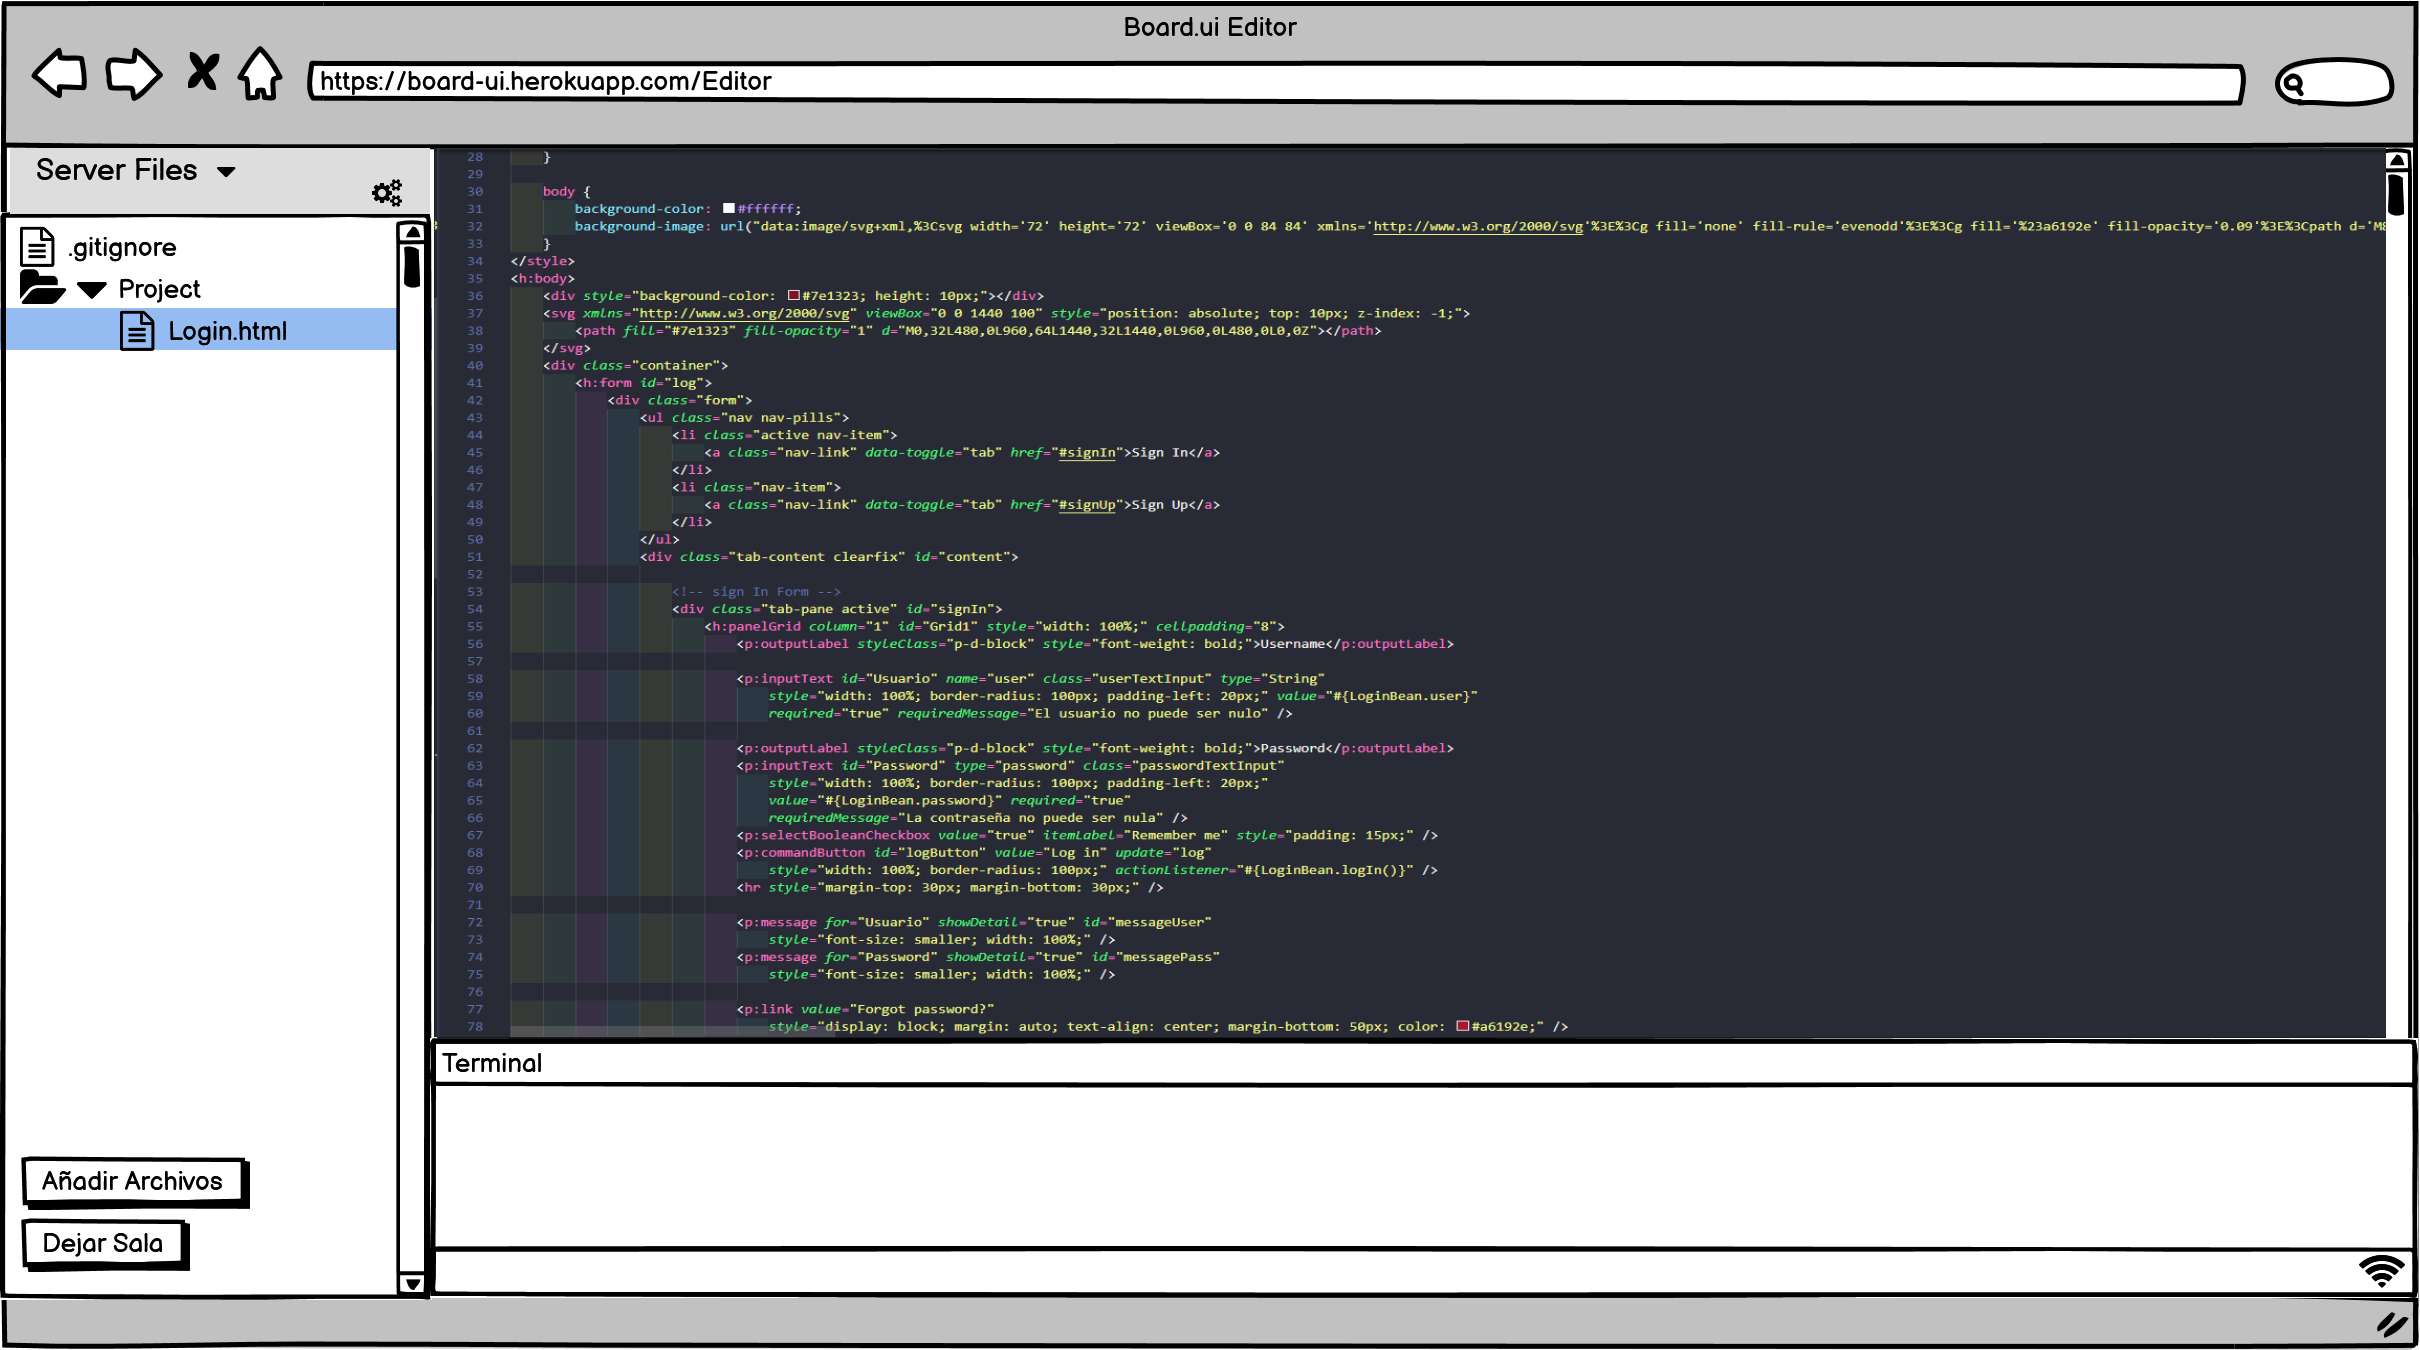 Board.ui Editor
https://board-ui.herokuapp.com/Editor
Server Files
.gitignore
Project
Login.html
Añadir Archivos
Dejar Sala
28 }
29
30 body {
31 background-color: #ffffff;
32 background-image: url("data:image/svg+xml,%3Csvg width='72' height='72' viewBox='0 0 84 84' xmlns='http://www.w3.org/2000/svg'%3E%3Cg fill='none' fill-rule='evenodd'%3E%3Cg fill='%23a6192e' fill-opacity='0.09'%3E%3Cpath d='M8
33 }
34 </style>
35 <h:body>
36 <div style="background-color: #7e1323; height: 10px;"></div>
37 <svg xmlns="http://www.w3.org/2000/svg" viewBox="0 0 1440 100" style="position: absolute; top: 10px; z-index: -1;">
38 <path fill="#7e1323" fill-opacity="1" d="M0,32L480,0L960,64L1440,32L1440,0L960,0L480,0L0,0Z"></path>
39 </svg>
40 <div class="container">
41 <h:form id="log">
42 <div class="form">
43 <ul class="nav nav-pills">
44 <li class="active nav-item">
45 <a class="nav-link" data-toggle="tab" href="#signIn">Sign In</a>
46 </li>
47 <li class="nav-item">
48 <a class="nav-link" data-toggle="tab" href="#signUp">Sign Up</a>
49 </li>
50 </ul>
51 <div class="tab-content clearfix" id="content">
52
53 <!-- sign In Form -->
54 <div class="tab-pane active" id="signIn">
55 <h:panelGrid column="1" id="Grid1" style="width: 100%;" cellpadding="8">
56 <p:outputLabel styleClass="p-d-block" style="font-weight: bold;">Username</p:outputLabel>
57
58 <p:inputText id="Usuario" name="user" class="userTextInput" type="String"
59 style="width: 100%; border-radius: 100px; padding-left: 20px;" value="#{LoginBean.user}"
60 required="true" requiredMessage="El usuario no puede ser nulo" />
61
62 <p:outputLabel styleClass="p-d-block" style="font-weight: bold;">Password</p:outputLabel>
63 <p:inputText id="Password" type="password" class="passwordTextInput"
64 style="width: 100%; border-radius: 100px; padding-left: 20px;"
65 value="#{LoginBean.password}" required="true"
66 requiredMessage="La contraseña no puede ser nula" />
67 <p:selectBooleanCheckbox value="true" itemLabel="Remember me" style="padding: 15px;" />
68 <p:commandButton id="logButton" value="Log in" update="log"
69 style="width: 100%; border-radius: 100px;" actionListener="#{LoginBean.logIn()}" />
70 <hr style="margin-top: 30px; margin-bottom: 30px;" />
71
72 <p:message for="Usuario" showDetail="true" id="messageUser"
73 style="font-size: smaller; width: 100%;" />
74 <p:message for="Password" showDetail="true" id="messagePass"
75 style="font-size: smaller; width: 100%;" />
76
77 <p:link value="Forgot password?"
78 style="display: block; margin: auto; text-align: center; margin-bottom: 50px; color: #a6192e;" />
Terminal